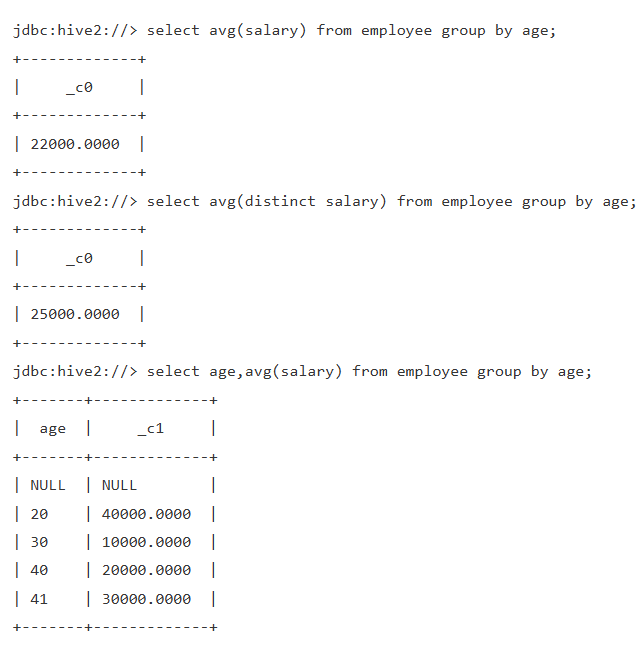 jdbc:hive2://> select avg(salary) from employee group by age;
+-------------+
|     _c0     |
+-------------+
| 22000.0000  |
+-------------+
jdbc:hive2://> select avg(distinct salary) from employee group by age;
+-------------+
|     _c0     |
+-------------+
| 25000.0000  |
+-------------+
jdbc:hive2://> select age,avg(salary) from employee group by age;
+-------+-------------+
|  age  |     _c1     |
+-------+-------------+
| NULL  | NULL        |
| 20    | 40000.0000  |
| 30    | 10000.0000  |
| 40    | 20000.0000  |
| 41    | 30000.0000  |
+-------+-------------+